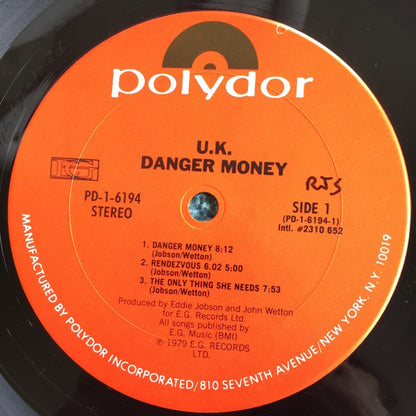 polydor
U.K.
DANGER MONEY
EG
PD-1-6194
STEREO
RJS
SIDE 1
(PD-1-6194-1)
Intl. #2310 652
1. DANGER MONEY 8:12
(Jobson/Wetton)
2. RENDEZVOUS 6.02 5:00
(Jobson/Wetton)
3. THE ONLY THING SHE NEEDS 7:53
(Jobson/Wetton)
Produced by Eddie Jobson and John Wetton
for E.G. Records Ltd.
All songs published by
E.G. Music (BMI)
℗ 1979 E.G. RECORDS
LTD.
MANUFACTURED BY POLYDOR INCORPORATED/810 SEVENTH AVENUE/NEW YORK, N.Y. 10019